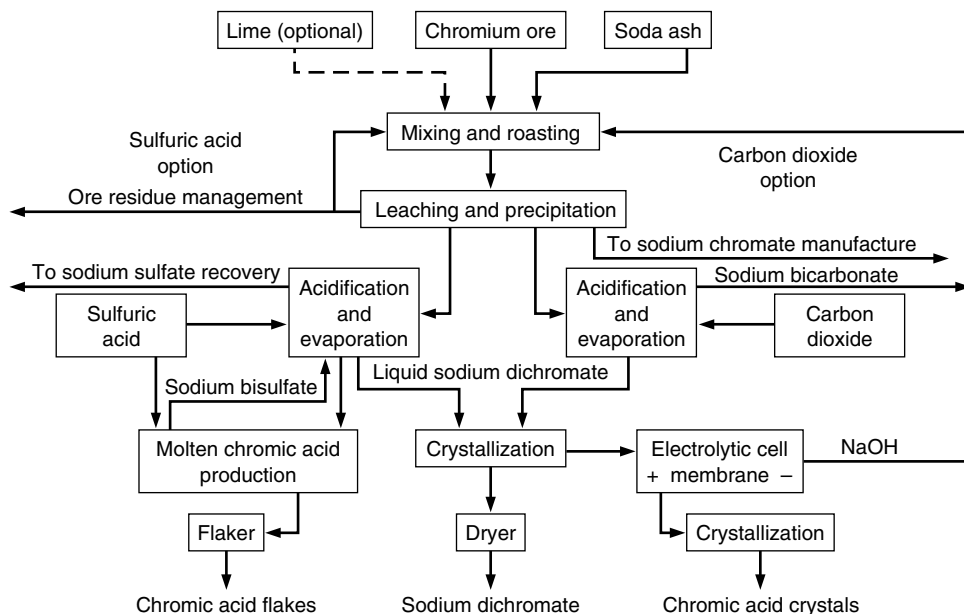 Lime (optional)
Chromium ore
Soda ash
Mixing and roasting
Sulfuric acid
option
Carbon dioxide
option
Ore residue management
Leaching and precipitation
To sodium chromate manufacture
To sodium sulfate recovery
Acidification
and
evaporation
Acidification
and
evaporation
Sodium bicarbonate
Sulfuric
acid
Carbon
dioxide
Sodium bisulfate
Liquid sodium dichromate
Molten chromic acid
production
Crystallization
Electrolytic cell
+ membrane –
NaOH
Flaker
Dryer
Crystallization
Chromic acid flakes
Sodium dichromate
Chromic acid crystals